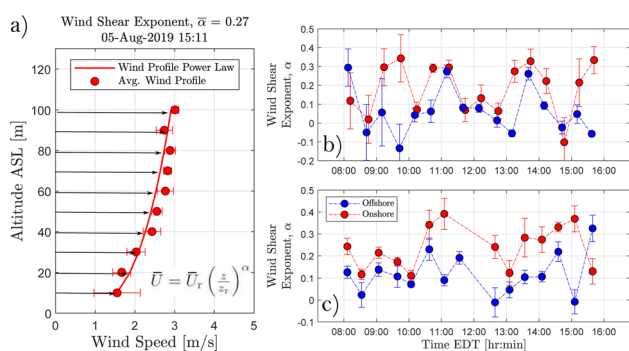 a)
Wind Shear Exponent, α̅ = 0.27
05-Aug-2019 15:11
Wind Profile Power Law
Avg. Wind Profile
Altitude ASL [m]
120
100
80
60
40
20
0
U̅ = U̅r (z/zr)^α
0 1 2 3 4 5
Wind Speed [m/s]
Wind Shear
Exponent, α
0.5
0.4
0.3
0.2
0.1
0
-0.1
-0.2
b)
08:00 09:00 10:00 11:00 12:00 13:00 14:00 15:00 16:00
Wind Shear
Exponent, α
0.5
0.4
0.3
0.2
0.1
0
-0.1
Offshore
Onshore
c)
08:00 09:00 10:00 11:00 12:00 13:00 14:00 15:00 16:00
Time EDT [hr:min]